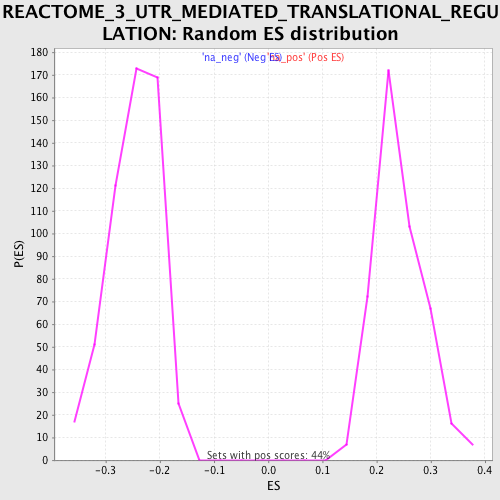 REACTOME_3_UTR_MEDIATED_TRANSLATIONAL_REGU
LATION: Random ES distribution
'na_neg' (Neg ES) 'na_pos' (Pos ES)
180
170
160
150
140
130
120
110
100
90
80
70
60
50
40
30
20
10
0
P(ES)
Sets with pos scores: 44%
-0.3 -0.2 -0.1 0.0 0.1 0.2 0.3 0.4
ES